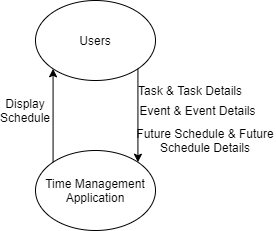 Users
Task & Task Details
Display
Schedule
Event & Event Details
Future Schedule & Future
Schedule Details
Time Management
Application